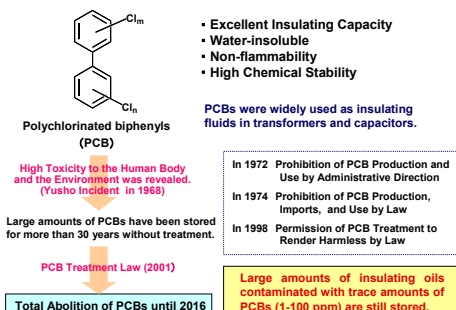 Clm
Cln
Polychlorinated biphenyls
(PCB)
▪ Excellent Insulating Capacity
▪ Water-insoluble
▪ Non-flammability
▪ High Chemical Stability
PCBs were widely used as insulating
fluids in transformers and capacitors.
High Toxicity to the Human Body
and the Environment was revealed.
(Yusho Incident in 1968)
Large amounts of PCBs have been stored
for more than 30 years without treatment.
PCB Treatment Law (2001)
Total Abolition of PCBs until 2016
In 1972 Prohibition of PCB Production and
Use by Administrative Direction
In 1974 Prohibition of PCB Production,
Imports, and Use by Law
In 1998 Permission of PCB Treatment to
Render Harmless by Law
Large amounts of insulating oils
contaminated with trace amounts of
PCBs (1-100 ppm) are still stored.